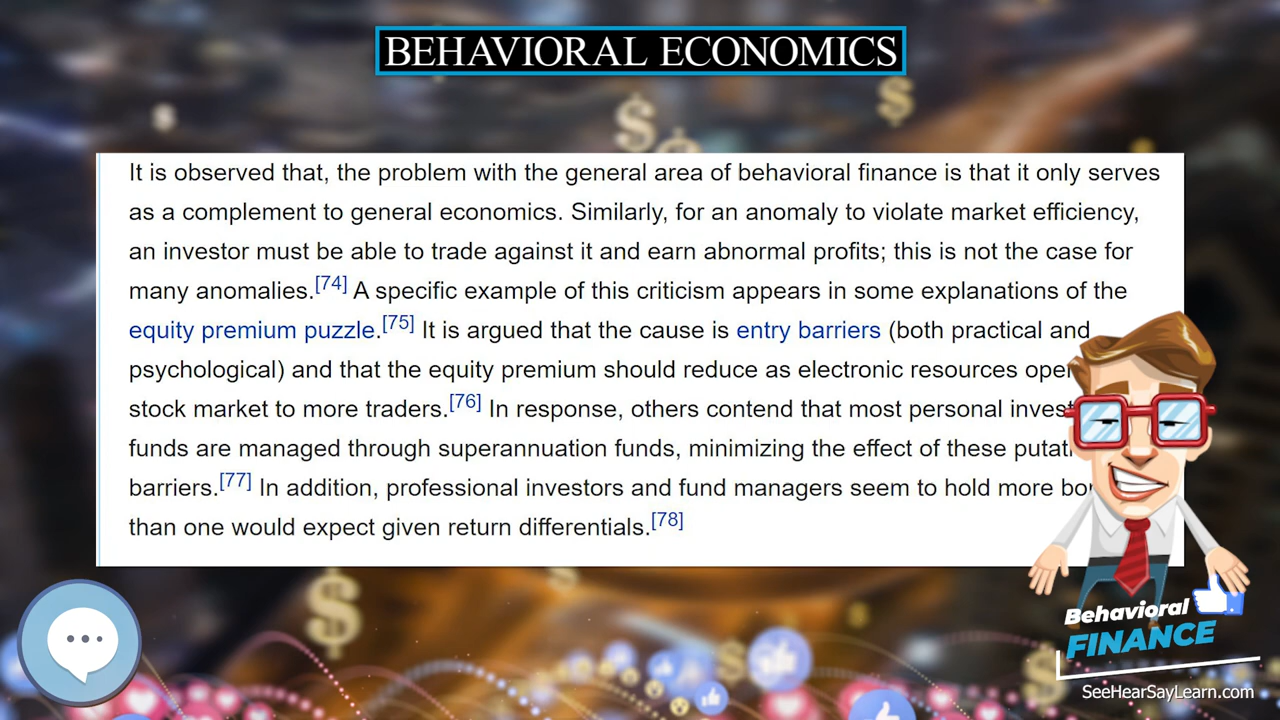 BEHAVIORAL ECONOMICS
It is observed that, the problem with the general area of behavioral finance is that it only serves
as a complement to general economics. Similarly, for an anomaly to violate market efficiency,
an investor must be able to trade against it and earn abnormal profits; this is not the case for
many anomalies.[74] A specific example of this criticism appears in some explanations of the
equity premium puzzle.[75] It is argued that the cause is entry barriers (both practical and
psychological) and that the equity premium should reduce as electronic resources
stock market to more traders.[76] In response, others contend that most personal
funds are managed through superannuation funds, minimizing the effect of these
barriers.[77] In addition, professional investors and fund managers seem to hold more
than one would expect given return differentials.[78]
Behavioral
FINANCE
SeeHearSayLearn.com